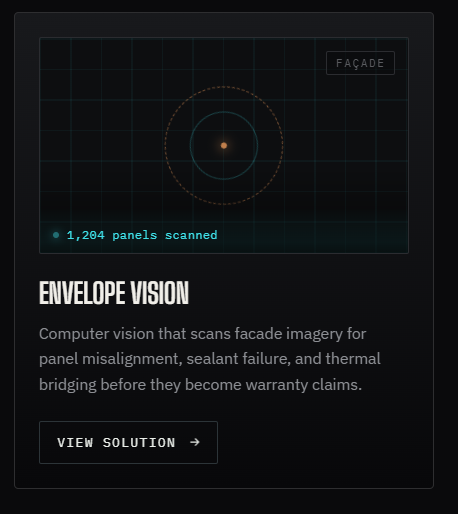 FAÇADE
1,204 panels scanned
ENVELOPE VISION
Computer vision that scans facade imagery for
panel misalignment, sealant failure, and thermal
bridging before they become warranty claims.
VIEW SOLUTION →